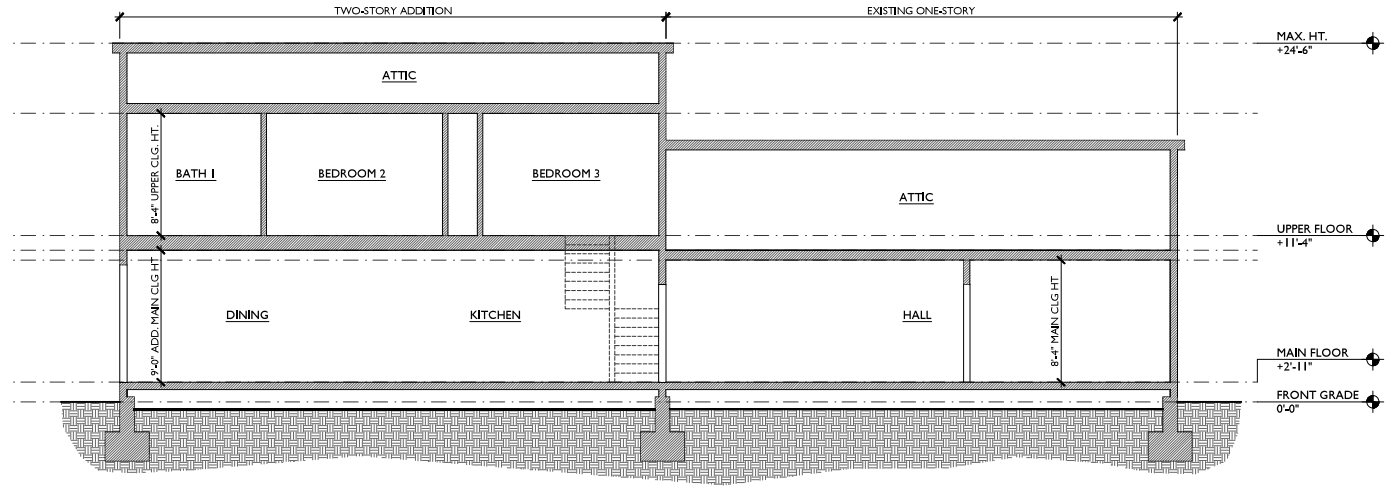 TWO-STORY ADDITION
EXISTING ONE-STORY
MAX. HT.
+24'-6"
ATTIC
8'-4" UPPER CLG. HT.
BATH 1
BEDROOM 2
BEDROOM 3
ATTIC
UPPER FLOOR
+11'-4"
9'-0" ADD. MAIN CLG HT
DINING
KITCHEN
HALL
8'-4" MAIN CLG HT
MAIN FLOOR
+2'-11"
FRONT GRADE
0'-0"